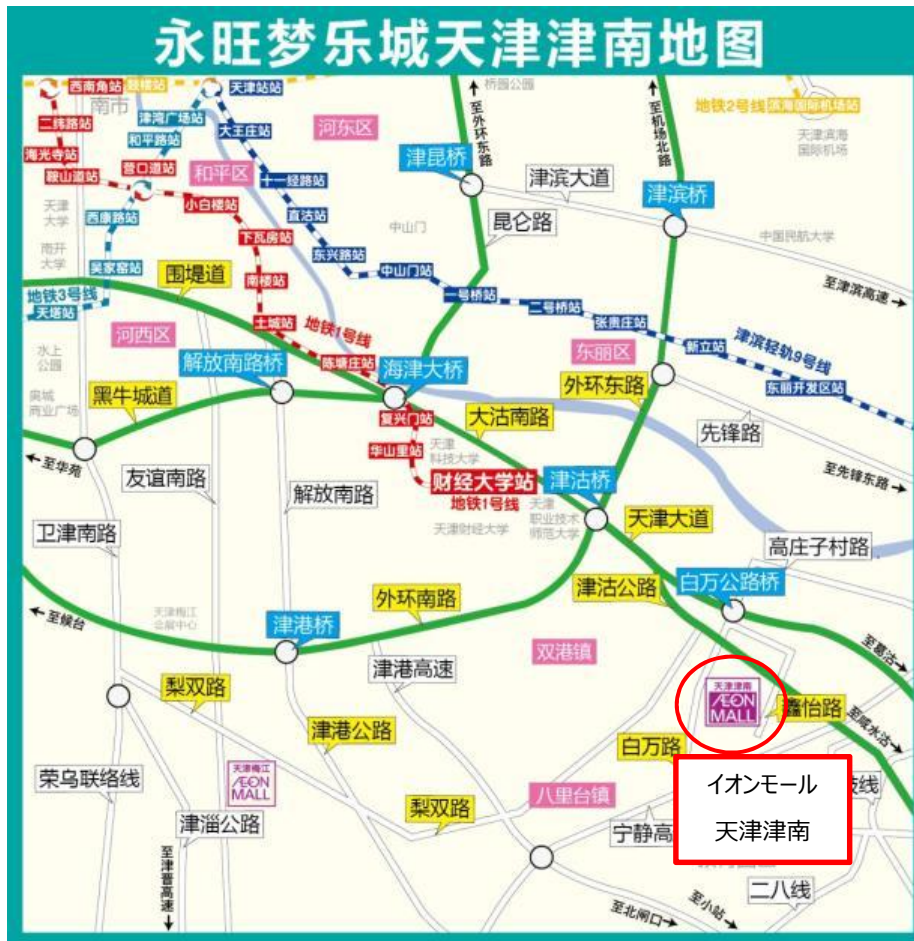 永旺梦乐城天津津南地图
西南角站
鼓楼站
天津站站
桥园公园
南市
二纬路站
津湾广场站
大王庄站
河东区
至外环东路
至机场北路
地铁2号线
滨海国际机场站
和平路站
海光寺站
天津滨海
国际机场
鞍山道站
营口道站
和平区
津昆桥
十一经路站
津滨大道
津滨桥
小白楼站
天津
大学
西康路站
直沽站
中山门
昆仑路
中国民航大学
下瓦房站
东兴路站
南开
大学
吴家窑站
围堤道
南楼站
中山门站
一号桥站
二号桥站
至津滨高速
地铁3号线
天塔站
土城站
地铁1号线
张贵庄站
津滨轻轨9号线
河西区
陈塘庄站
东丽区
新立站
水上
公园
解放南路桥
海津大桥
外环东路
东丽开发区站
奥城
商业广场
黑牛城道
复兴门站
大沽南路
先锋路
至华苑
华山里站
天津
科技大学
友谊南路
解放南路
财经大学站
地铁1号线
津沽桥
至先锋东路
卫津南路
天津财经大学
天津
职业技术
师范大学
天津大道
高庄子村路
津沽公路
白万公路桥
外环南路
至候台
天津梅江
会展中心
津港桥
双港镇
至葛沽
津港高速
梨双路
天津津南
ÆON
MALL
鑫怡路
至咸水沽
津港公路
白万路
荣乌联络线
天津梅江
ÆON
MALL
イオンモール
天津津南
八里台镇
梨双路
线
津淄公路
宁静高
至津晋高速
二八线
至北闸口
至小站